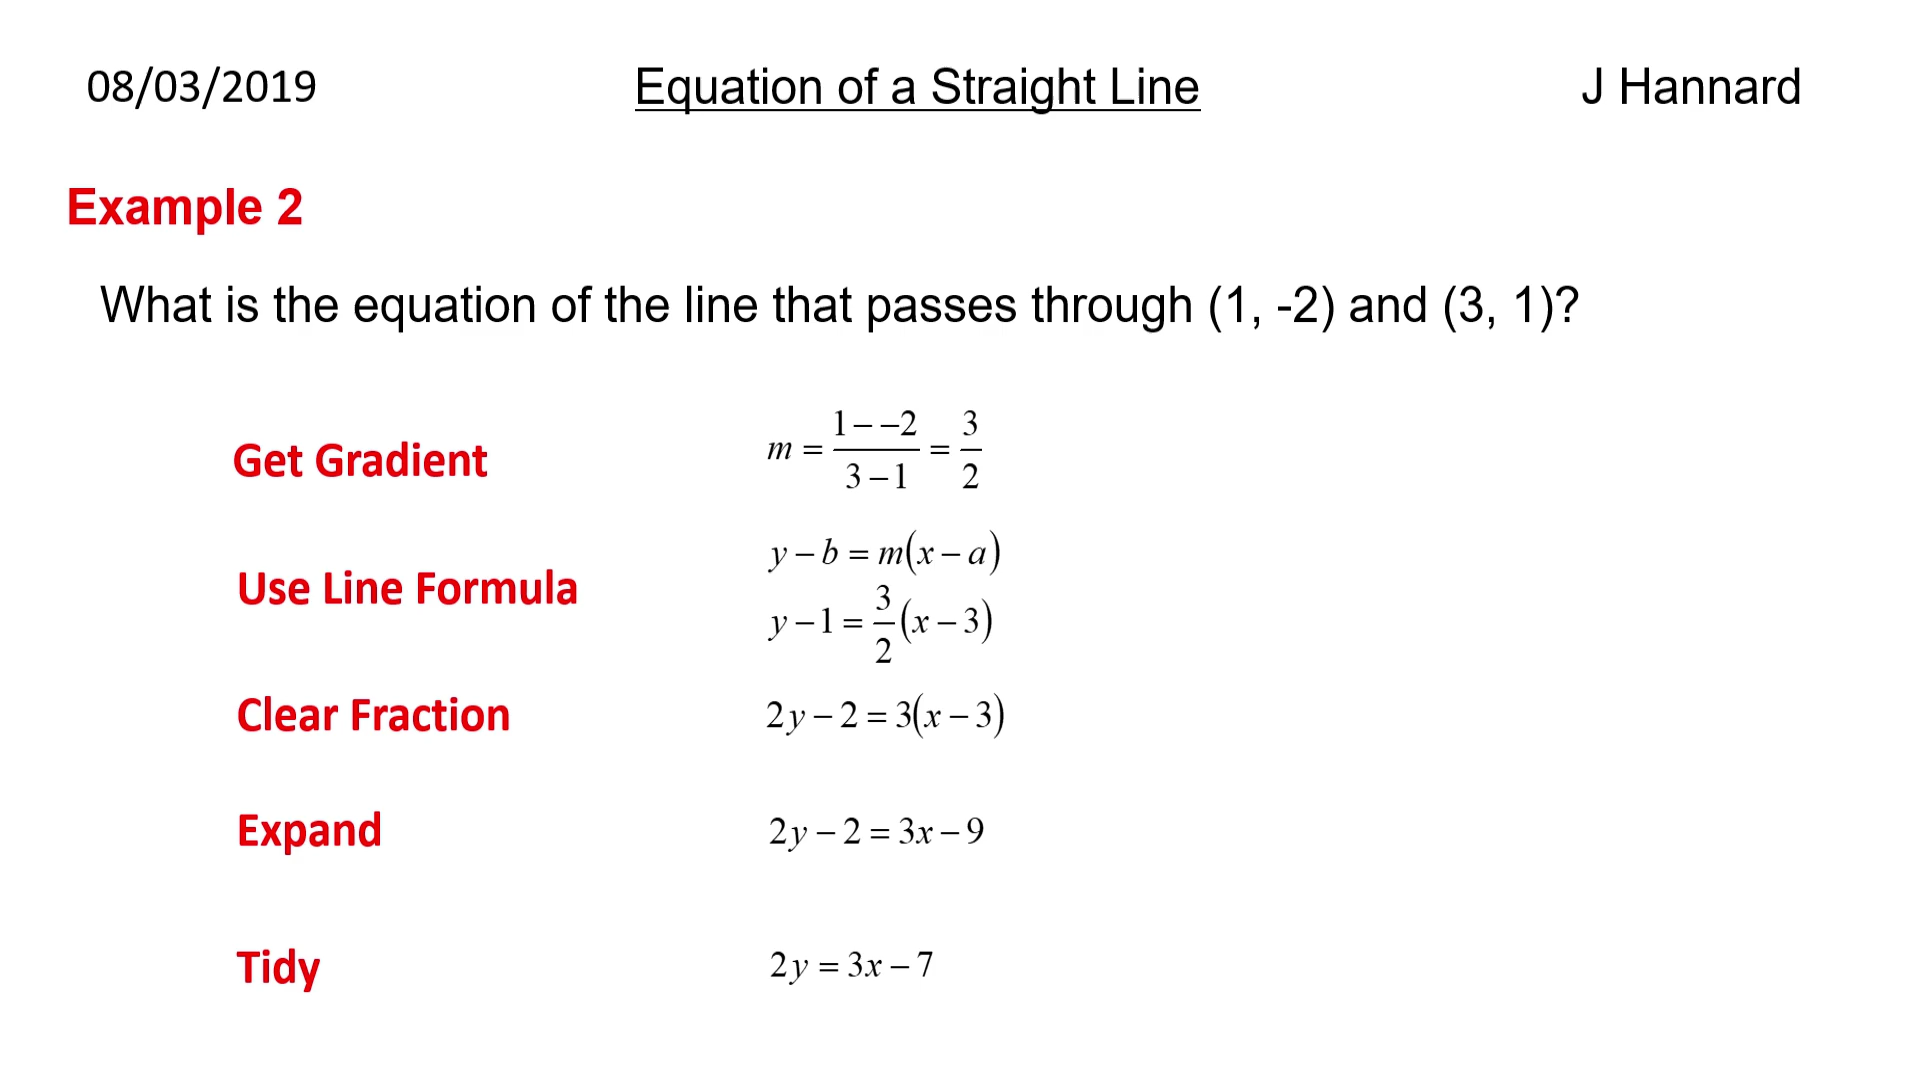 08/03/2019 Equation of a Straight Line J Hannard
Example 2
What is the equation of the line that passes through (1, -2) and (3, 1)?
Get Gradient m = (1 − −2)/(3 − 1) = 3/2
y − b = m(x − a)
Use Line Formula
y − 1 = 3/2 (x − 3)
Clear Fraction 2y − 2 = 3(x − 3)
Expand 2y − 2 = 3x − 9
Tidy 2y = 3x − 7